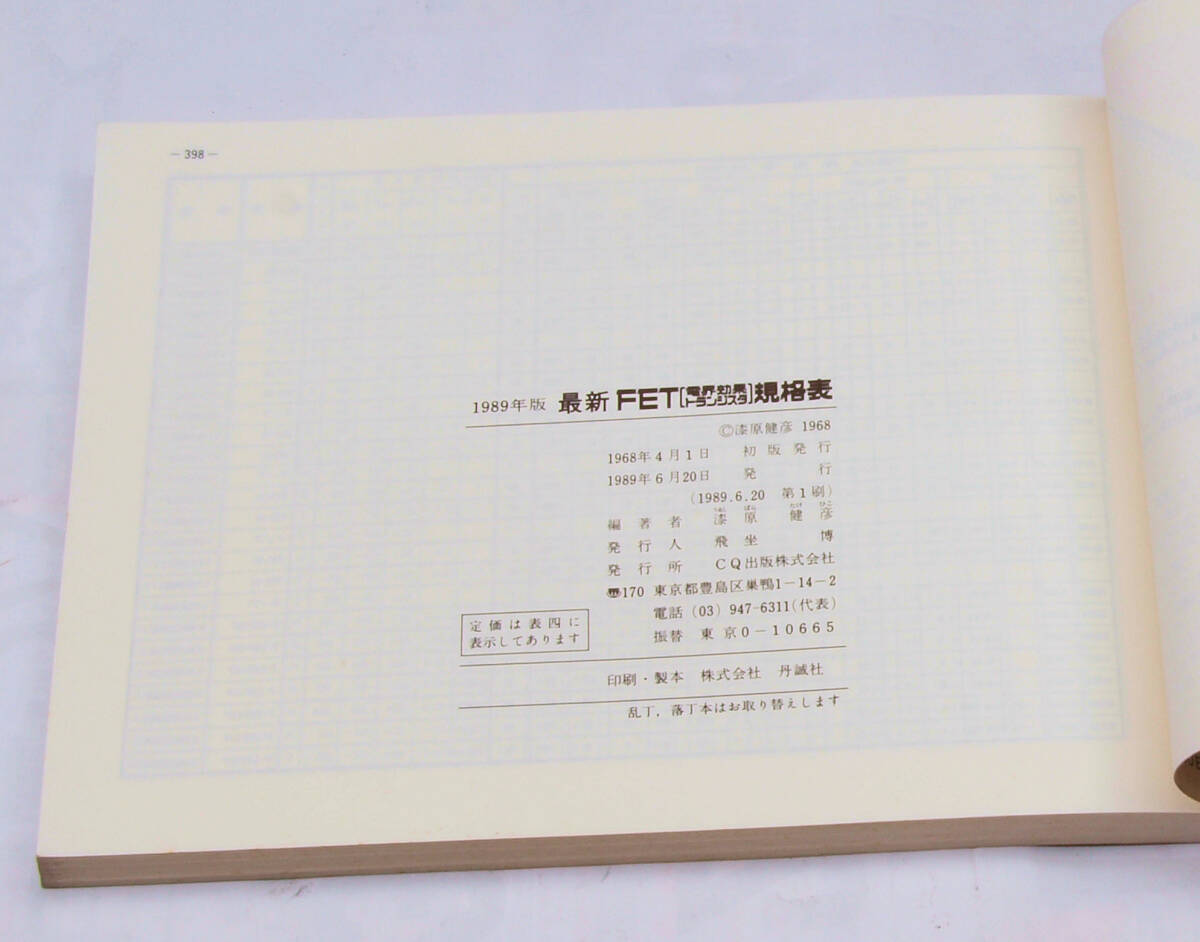 — 398 —
1989年版 最新 FET[電界効果トランジスタ]規格表
©漆原健彦 1968
1968年4月1日 初版発行
1989年6月20日 発行
(1989.6.20 第1刷)
編著者 漆原健彦
発行人 飛坐博
発行所 CQ出版株式会社
〠170 東京都豊島区巣鴨1-14-2
電話 (03) 947-6311(代表)
振替 東京0-10665
定価は表四に
表示してあります
印刷・製本 株式会社 丹誠社
乱丁,落丁本はお取り替えします